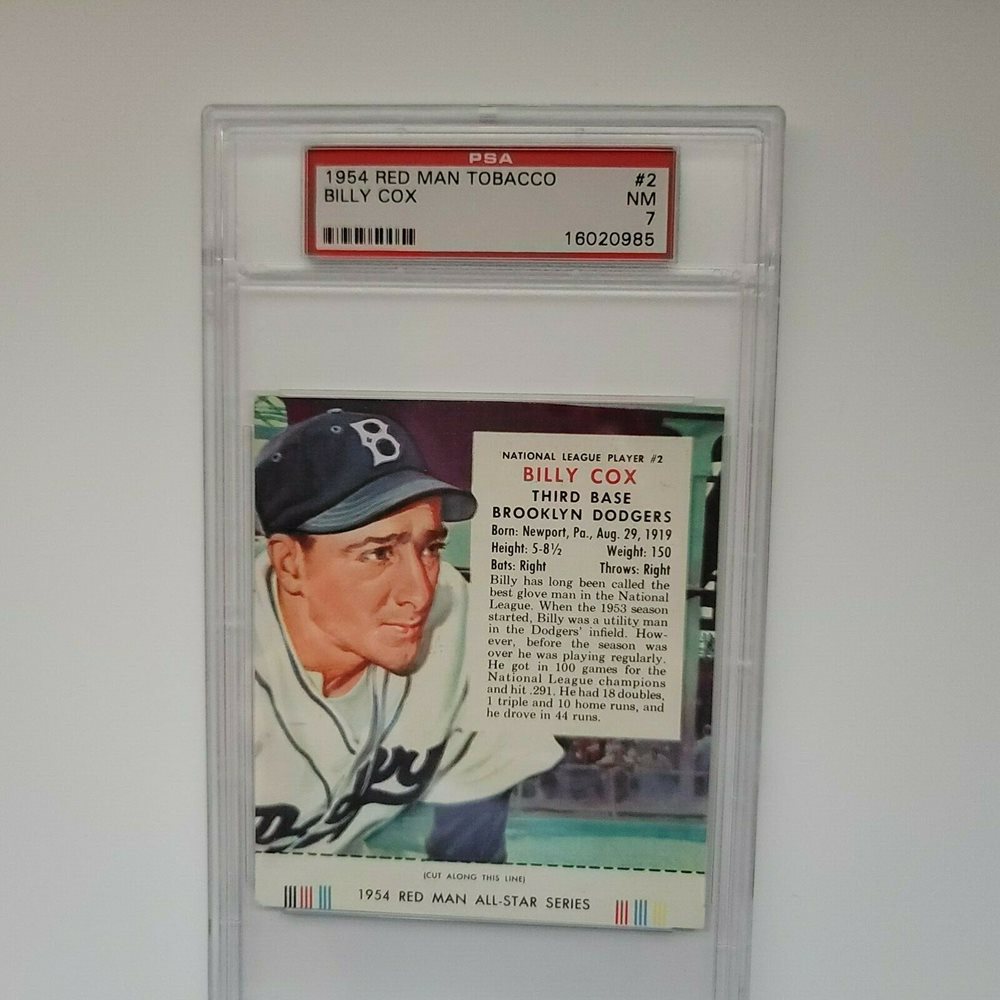 PSA
1954 RED MAN TOBACCO #2
BILLY COX NM
7
16020985
B
NATIONAL LEAGUE PLAYER #2
BILLY COX
THIRD BASE
BROOKLYN DODGERS
Born: Newport, Pa., Aug. 29, 1919
Height: 5-8½ Weight: 150
Bats: Right Throws: Right
Billy has long been called the
best glove man in the National
League. When the 1953 season
started, Billy was a utility man
in the Dodgers' infield. How-
ever, before the season was
over he was playing regularly.
He got in 100 games for the
National League champions
and hit .291. He had 18 doubles,
1 triple and 10 home runs, and
he drove in 44 runs.
(CUT ALONG THIS LINE)
1954 RED MAN ALL-STAR SERIES